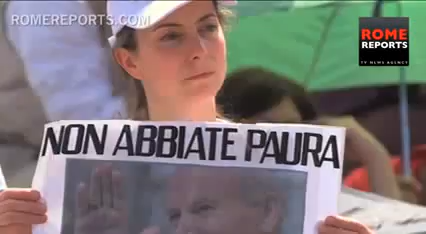 ROMEREPORTS.COM
ROME
REPORTS
TV NEWS AGENCY
NON ABBIATE PAURA